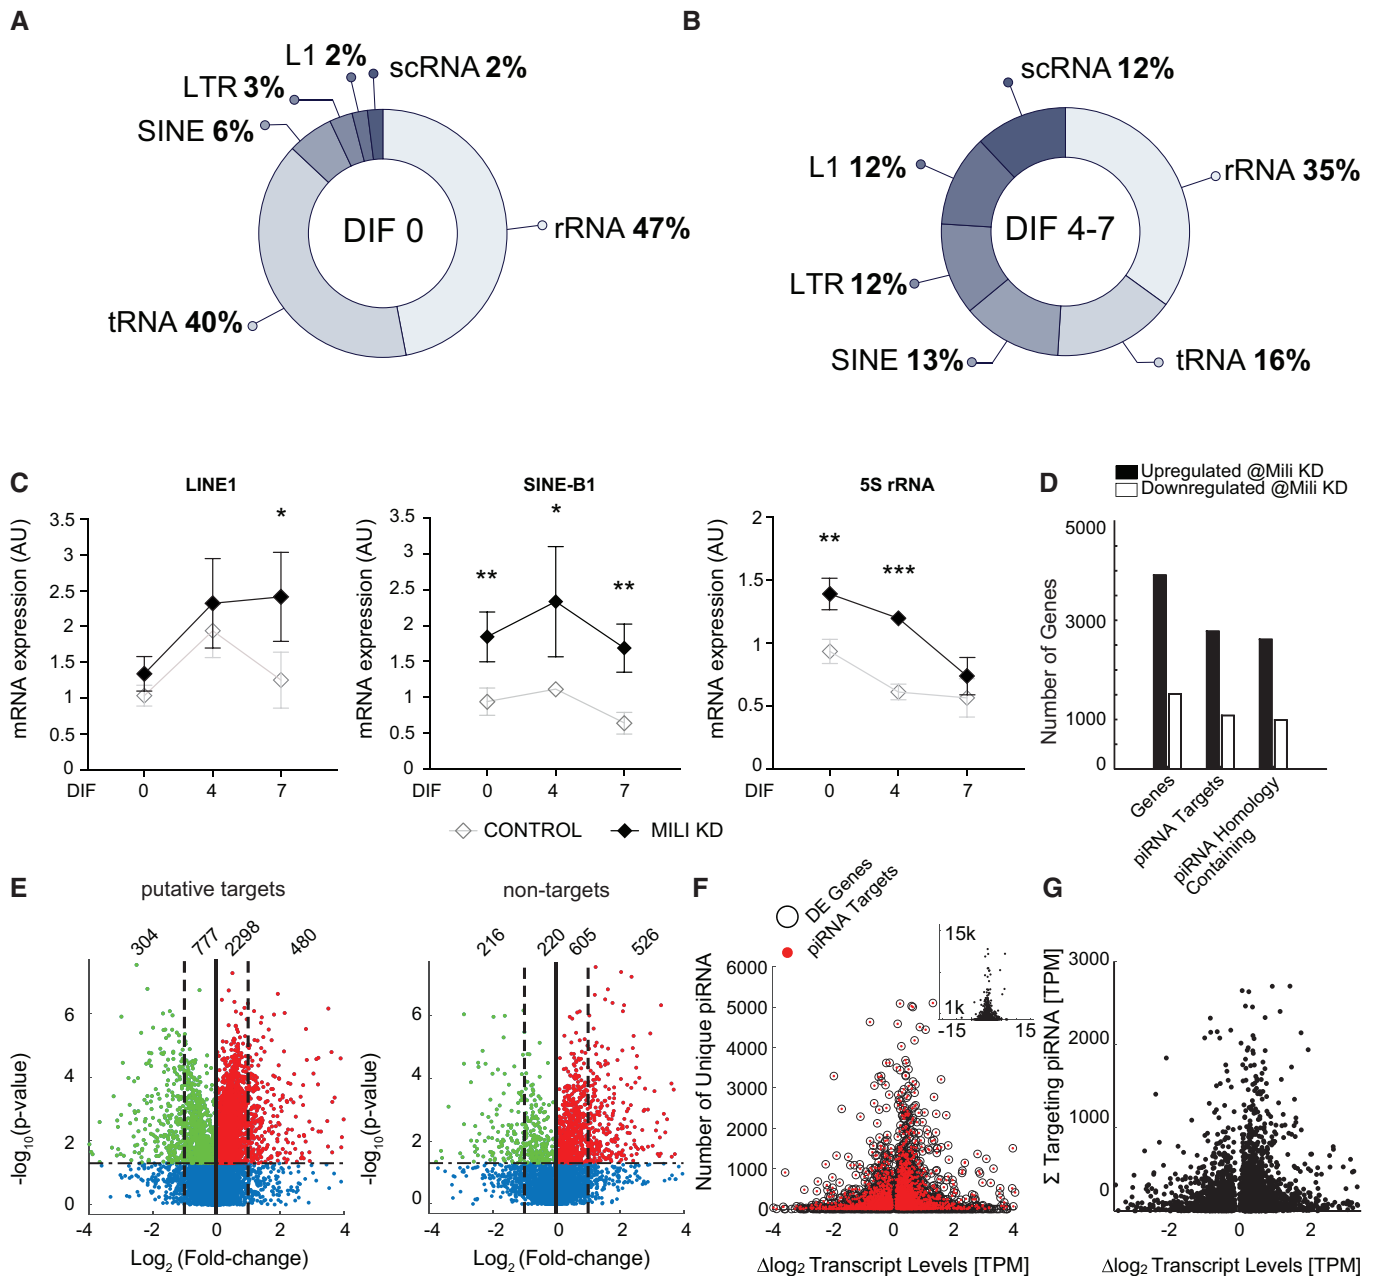 A
B
L1 2%
scRNA 2%
LTR 3%
SINE 6%
DIF 0
rRNA 47%
tRNA 40%
scRNA 12%
L1 12%
rRNA 35%
DIF 4-7
LTR 12%
SINE 13%
tRNA 16%
C
LINE1
mRNA expression (AU)
3.5
3
2.5
2
1.5
1
0.5
0
*
DIF
0
4
7
SINE-B1
mRNA expression (AU)
3.5
3
2.5
2
1.5
1
0.5
0
**
*
**
DIF
0
4
7
5S rRNA
mRNA expression (AU)
2
1.5
1
0.5
0
**
***
DIF
0
4
7
CONTROL
MILI KD
D
Upregulated @Mili KD
Downregulated @Mili KD
Number of Genes
5000
3000
1000
0
Genes
piRNA Targets
piRNA Homology
Containing
E
putative targets
304
777
2298
480
-log10(p-value)
6
4
2
0
-4
-2
0
2
4
Log2 (Fold-change)
non-targets
216
220
605
526
-log10(p-value)
6
4
2
0
-4
-2
0
2
4
Log2 (Fold-change)
F
DE Genes
piRNA Targets
Number of Unique piRNA
6000
5000
4000
3000
2000
1000
0
15k
1k
-15
15
-4
-2
0
2
4
Δlog2 Transcript Levels [TPM]
G
Σ Targeting piRNA [TPM]
3000
2000
1000
0
-2
0
2
Δlog2 Transcript Levels [TPM]